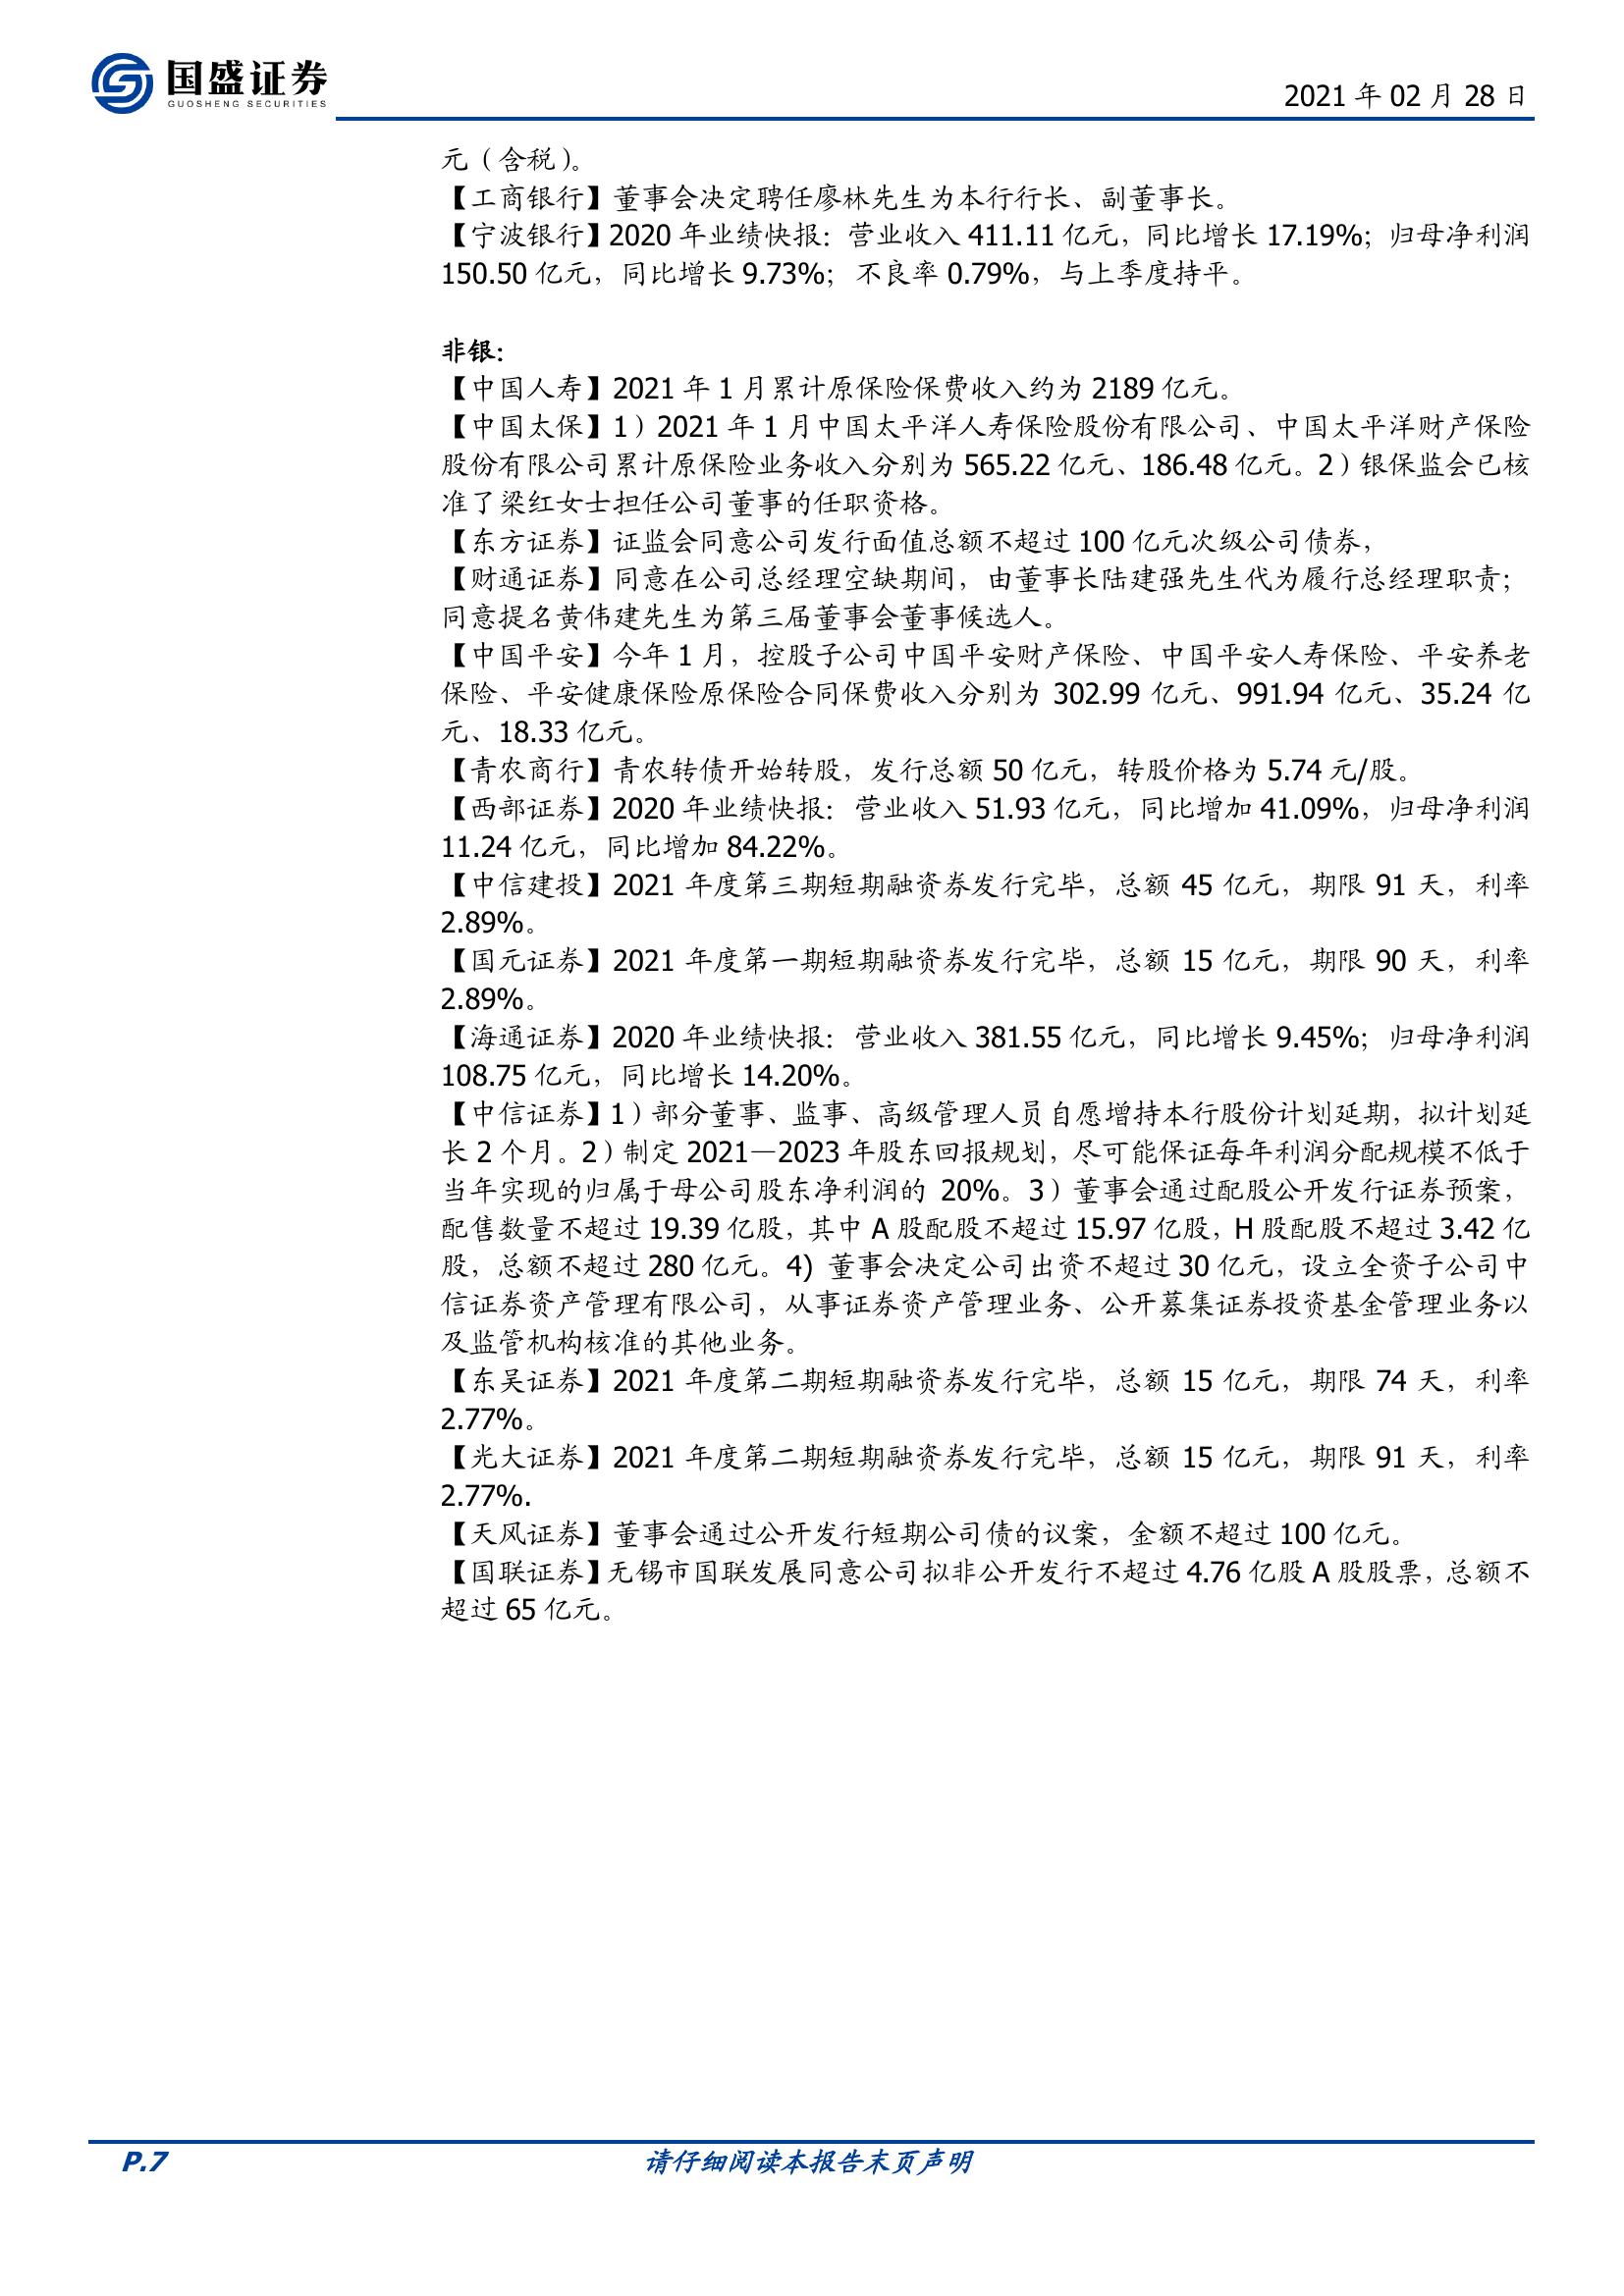 国盛证券
GUOSHENG SECURITIES
2021 年 02 月 28 日
元（含税）。
【工商银行】董事会决定聘任廖林先生为本行行长、副董事长。
【宁波银行】2020 年业绩快报：营业收入 411.11 亿元，同比增长 17.19%；归母净利润
150.50 亿元，同比增长 9.73%；不良率 0.79%，与上季度持平。
非银：
【中国人寿】2021 年 1 月累计原保险保费收入约为 2189 亿元。
【中国太保】1）2021 年 1 月中国太平洋人寿保险股份有限公司、中国太平洋财产保险
股份有限公司累计原保险业务收入分别为 565.22 亿元、186.48 亿元。2）银保监会已核
准了梁红女士担任公司董事的任职资格。
【东方证券】证监会同意公司发行面值总额不超过 100 亿元次级公司债券，
【财通证券】同意在公司总经理空缺期间，由董事长陆建强先生代为履行总经理职责；
同意提名黄伟建先生为第三届董事会董事候选人。
【中国平安】今年 1 月，控股子公司中国平安财产保险、中国平安人寿保险、平安养老
保险、平安健康保险原保险合同保费收入分别为 302.99 亿元、991.94 亿元、35.24 亿
元、18.33 亿元。
【青农商行】青农转债开始转股，发行总额 50 亿元，转股价格为 5.74 元/股。
【西部证券】2020 年业绩快报：营业收入 51.93 亿元，同比增加 41.09%，归母净利润
11.24 亿元，同比增加 84.22%。
【中信建投】2021 年度第三期短期融资券发行完毕，总额 45 亿元，期限 91 天，利率
2.89%。
【国元证券】2021 年度第一期短期融资券发行完毕，总额 15 亿元，期限 90 天，利率
2.89%。
【海通证券】2020 年业绩快报：营业收入 381.55 亿元，同比增长 9.45%；归母净利润
108.75 亿元，同比增长 14.20%。
【中信证券】1）部分董事、监事、高级管理人员自愿增持本行股份计划延期，拟计划延
长 2 个月。2）制定 2021—2023 年股东回报规划，尽可能保证每年利润分配规模不低于
当年实现的归属于母公司股东净利润的 20%。3）董事会通过配股公开发行证券预案，
配售数量不超过 19.39 亿股，其中 A 股配股不超过 15.97 亿股，H 股配股不超过 3.42 亿
股，总额不超过 280 亿元。4) 董事会决定公司出资不超过 30 亿元，设立全资子公司中
信证券资产管理有限公司，从事证券资产管理业务、公开募集证券投资基金管理业务以
及监管机构核准的其他业务。
【东吴证券】2021 年度第二期短期融资券发行完毕，总额 15 亿元，期限 74 天，利率
2.77%。
【光大证券】2021 年度第二期短期融资券发行完毕，总额 15 亿元，期限 91 天，利率
2.77%.
【天风证券】董事会通过公开发行短期公司债的议案，金额不超过 100 亿元。
【国联证券】无锡市国联发展同意公司拟非公开发行不超过 4.76 亿股 A 股股票，总额不
超过 65 亿元。
P.7
请仔细阅读本报告末页声明